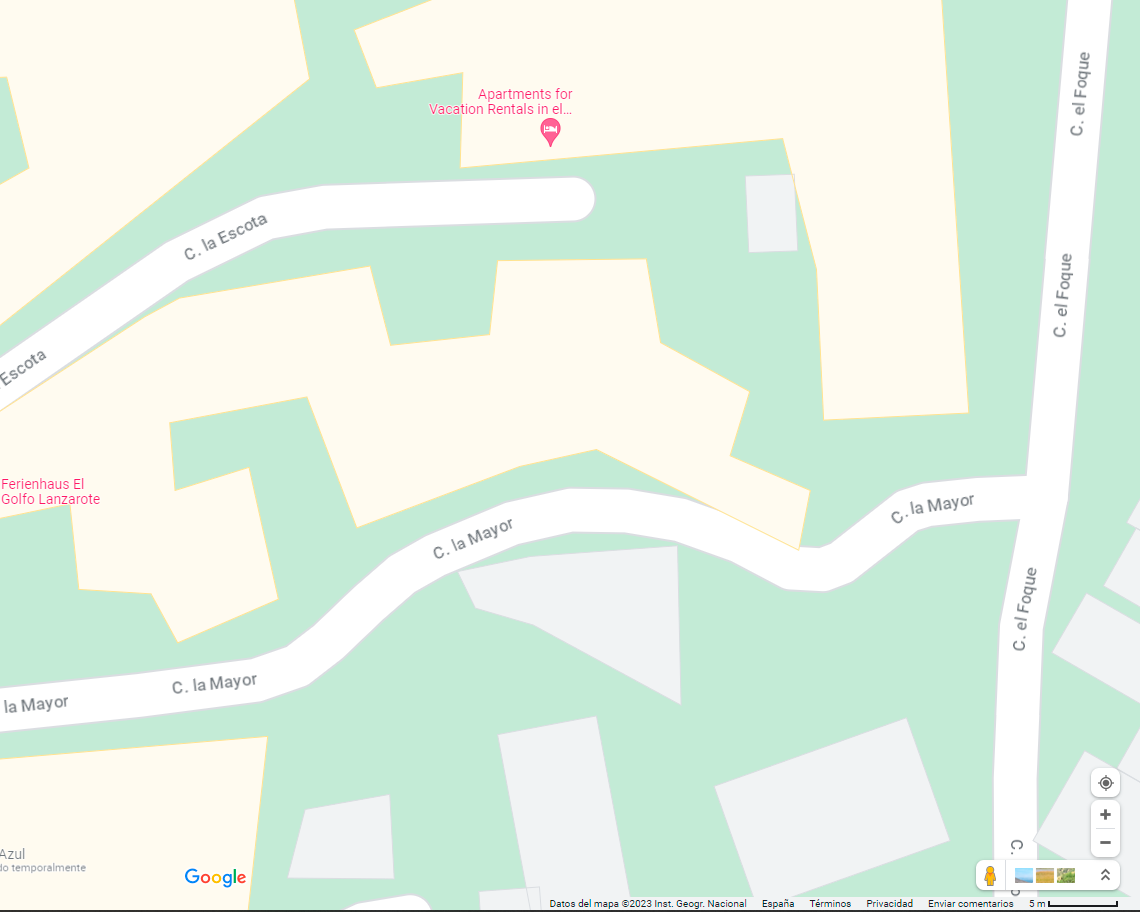 C. el Foque
Apartments for
Vacation Rentals in el...
C. la Escota
C. el Foque
Escota
Ferienhaus El
Golfo Lanzarote
C. la Mayor
C. la Mayor
C. el Foque
C. la Mayor
la Mayor
C.
Azul
do temporalmente
Google
Datos del mapa ©2023 Inst. Geogr. Nacional España Términos Privacidad Enviar comentarios 5 m